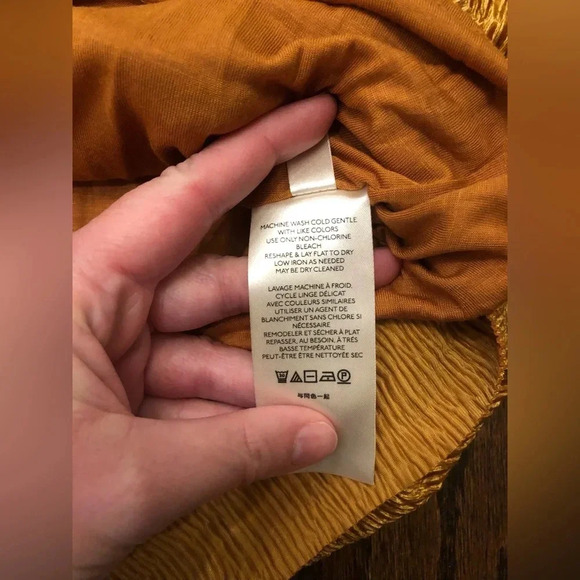 MACHINE WASH COLD GENTLE
WITH LIKE COLORS
USE ONLY NON-CHLORINE
BLEACH
RESHAPE & LAY FLAT TO DRY
LOW IRON AS NEEDED
MAY BE DRY CLEANED
LAVAGE MACHINE À FROID,
CYCLE LINGE DÉLICAT
AVEC COULEURS SIMILAIRES
UTILISER UN AGENT DE
BLANCHIMENT SANS CHLORE SI
NÉCESSAIRE
REMODELER ET SÉCHER À PLAT
REPASSER, AU BESOIN, À TRÉS
BASSE TEMPÉRATURE
PEUT-ÊTRE ÊTRE NETTOYÉE SEC
30 P
与同色一起